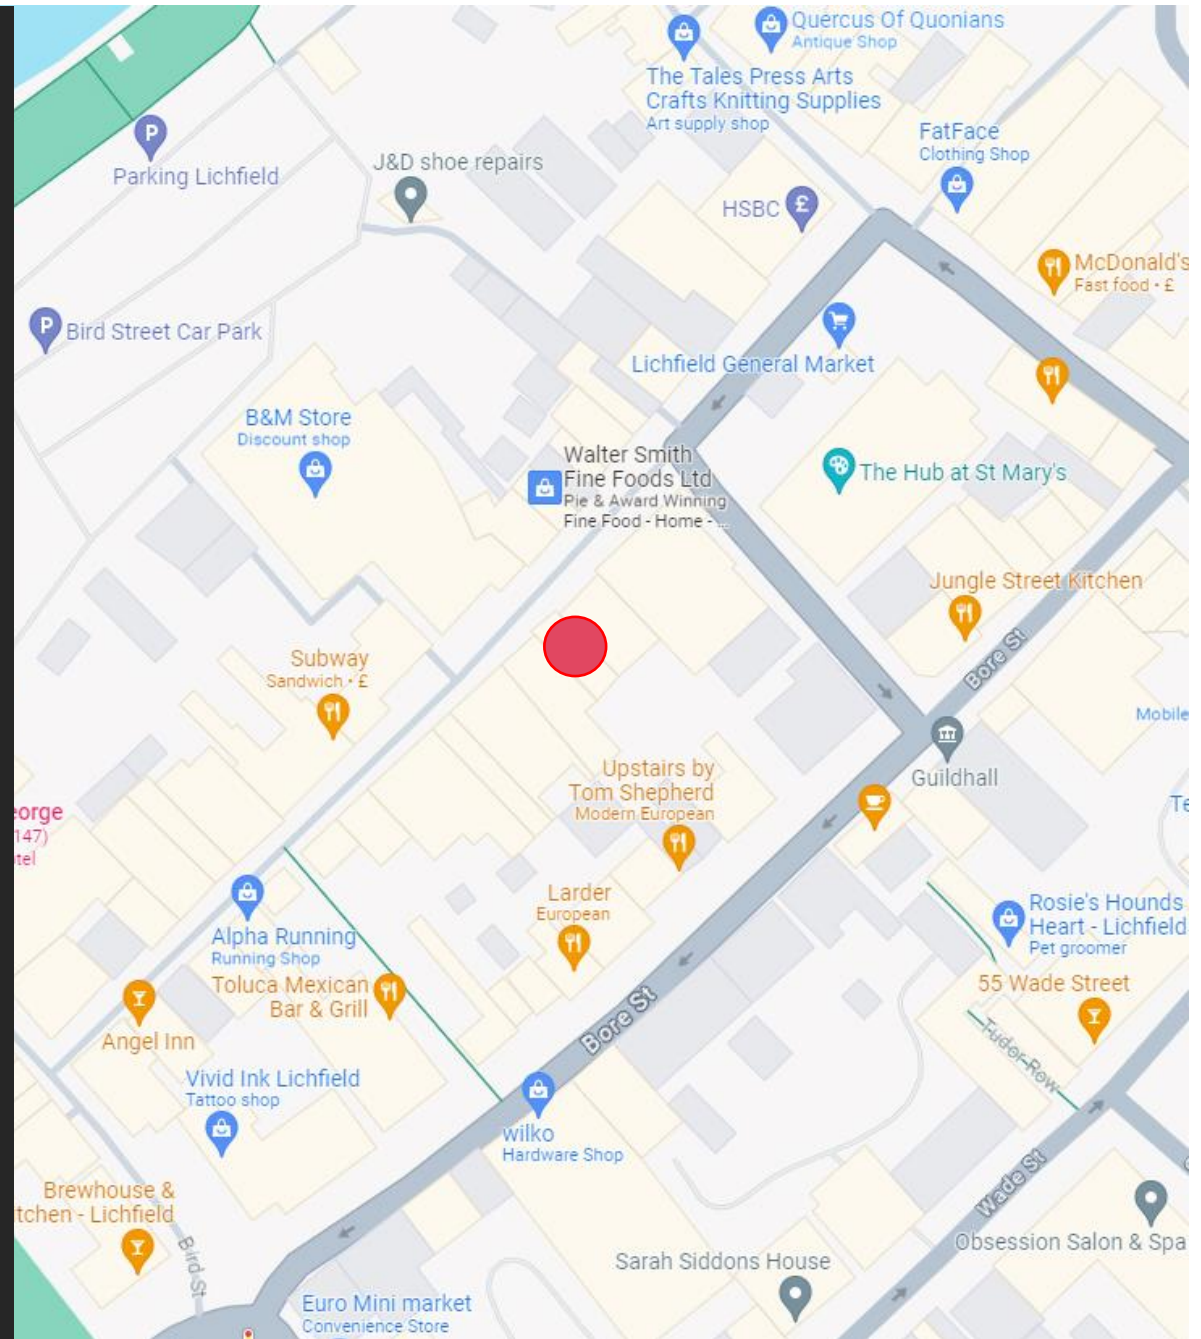 Quercus Of Quonians
Antique Shop
The Tales Press Arts
Crafts Knitting Supplies
Art supply shop
FatFace
Clothing Shop
P
Parking Lichfield
J&D shoe repairs
HSBC
£
McDonald's
Fast food · £
P
Bird Street Car Park
Lichfield General Market
B&M Store
Discount shop
Walter Smith
Fine Foods Ltd
Pie & Award Winning
Fine Food - Home - ...
The Hub at St Mary's
Jungle Street Kitchen
Bore St
Subway
Sandwich · £
Mobile
Guildhall
Upstairs by
Tom Shepherd
Modern European
eorge
147)
tel
Te
Larder
European
Rosie's Hounds
Heart - Lichfield
Pet groomer
Alpha Running
Running Shop
Toluca Mexican
Bar & Grill
55 Wade Street
Angel Inn
Bore St
Tudor Row
Vivid Ink Lichfield
Tattoo shop
wilko
Hardware Shop
Wade St
Brewhouse &
tchen - Lichfield
Bird St
Obsession Salon & Spa
Sarah Siddons House
Euro Mini market
Convenience Store